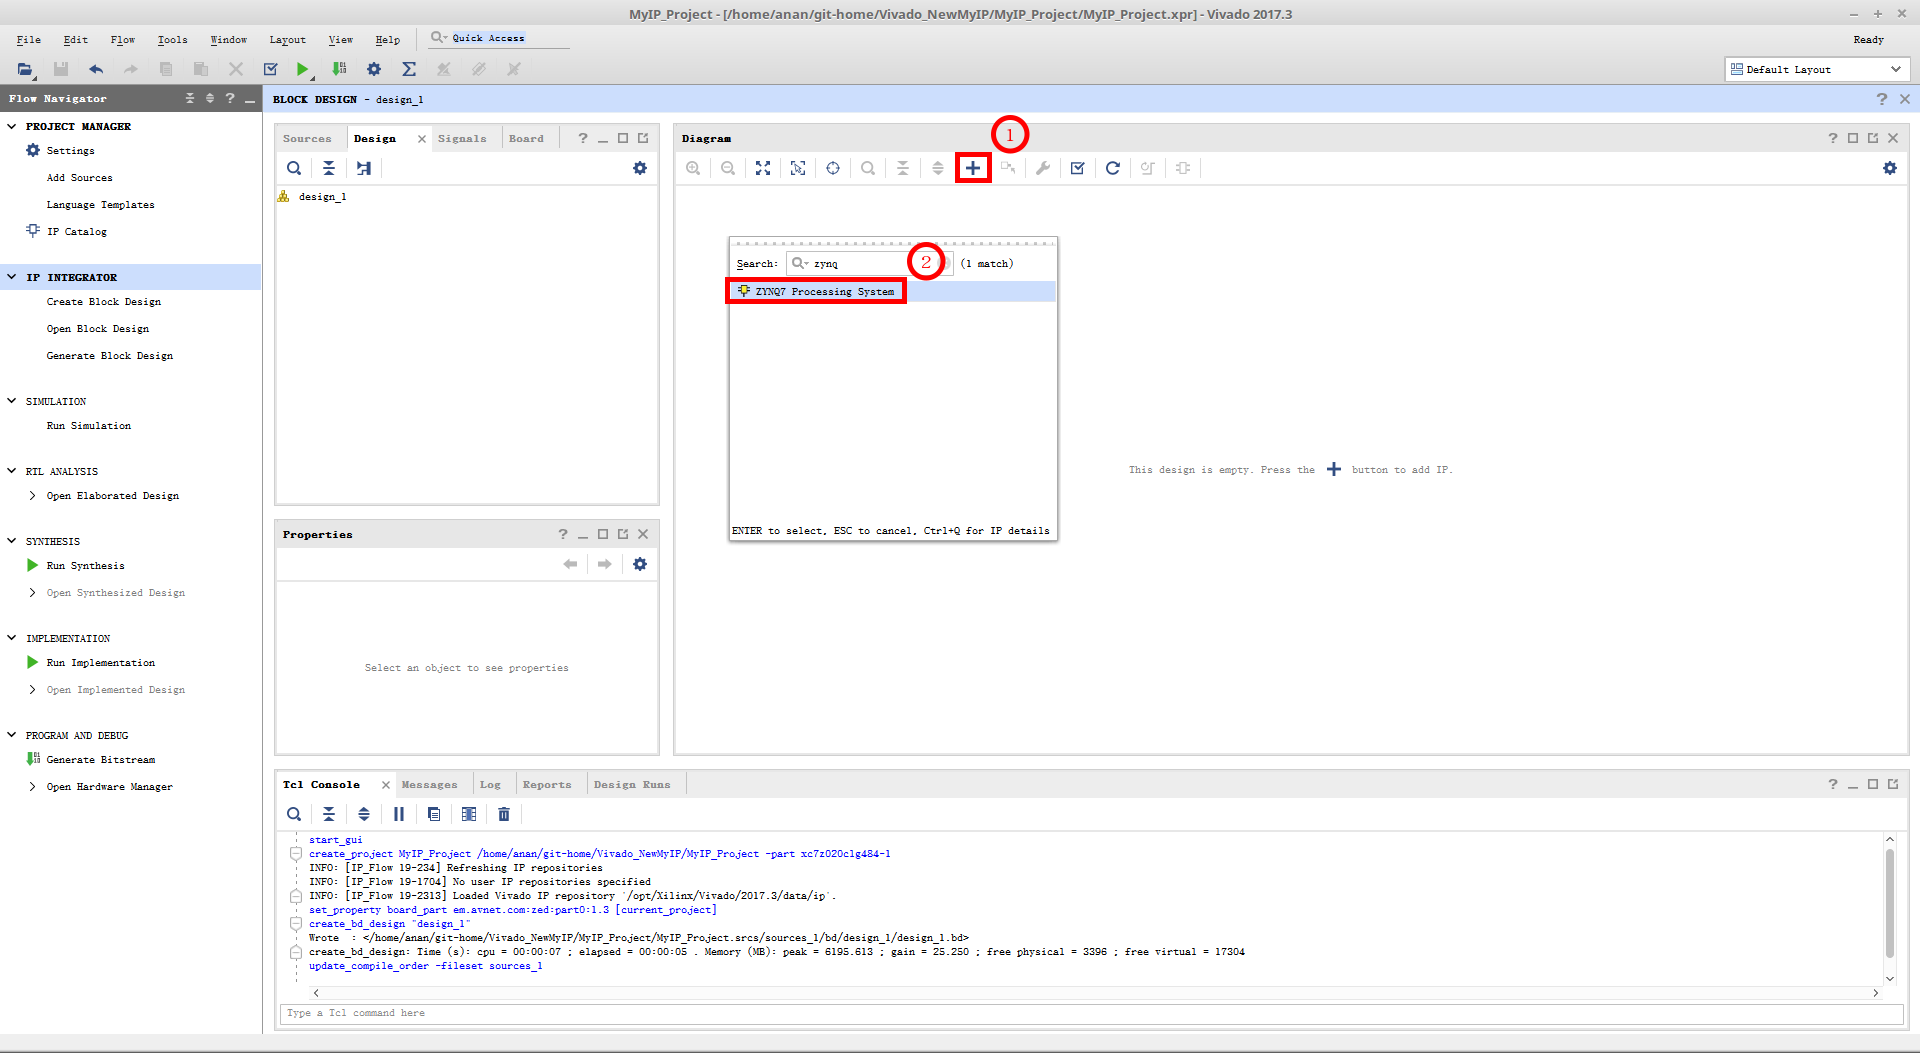 MyIP_Project - [/home/anan/git-home/Vivado_NewMyIP/MyIP_Project/MyIP_Project.xpr] - Vivado 2017.3
File Edit Flow Tools Window Layout View Help Quick Access
Ready
Default Layout
Flow Navigator
PROJECT MANAGER
Settings
Add Sources
Language Templates
IP Catalog
IP INTEGRATOR
Create Block Design
Open Block Design
Generate Block Design
SIMULATION
Run Simulation
RTL ANALYSIS
Open Elaborated Design
SYNTHESIS
Run Synthesis
Open Synthesized Design
IMPLEMENTATION
Run Implementation
Open Implemented Design
PROGRAM AND DEBUG
Generate Bitstream
Open Hardware Manager
BLOCK DESIGN - design_1
Sources Design Signals Board
design_1
Properties
Select an object to see properties
Diagram
1
Search: zynq 2 (1 match)
ZYNQ7 Processing System
ENTER to select, ESC to cancel, Ctrl+Q for IP details
This design is empty. Press the + button to add IP.
Tcl Console Messages Log Reports Design Runs
start_gui
create_project MyIP_Project /home/anan/git-home/Vivado_NewMyIP/MyIP_Project -part xc7z020clg484-1
INFO: [IP_Flow 19-234] Refreshing IP repositories
INFO: [IP_Flow 19-1704] No user IP repositories specified
INFO: [IP_Flow 19-2313] Loaded Vivado IP repository '/opt/Xilinx/Vivado/2017.3/data/ip'.
set_property board_part em.avnet.com:zed:part0:1.3 [current_project]
create_bd_design "design_1"
Wrote : </home/anan/git-home/Vivado_NewMyIP/MyIP_Project/MyIP_Project.srcs/sources_1/bd/design_1/design_1.bd>
create_bd_design: Time (s): cpu = 00:00:07 ; elapsed = 00:00:05 . Memory (MB): peak = 6195.613 ; gain = 25.250 ; free physical = 3396 ; free virtual = 17304
update_compile_order -fileset sources_1
Type a Tcl command here